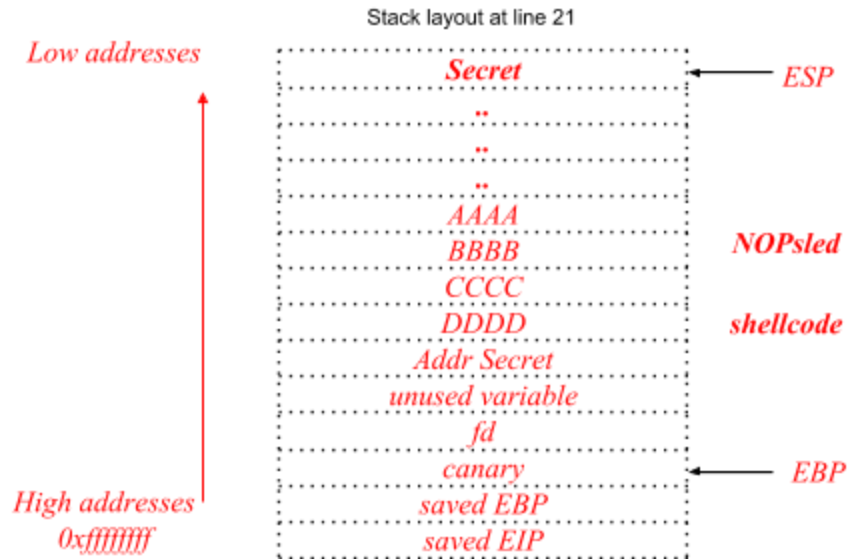 Stack layout at line 21
Low addresses
Secret
ESP
..
..
..
AAAA
BBBB
NOPsled
CCCC
DDDD
shellcode
Addr Secret
unused variable
fd
canary
EBP
High addresses
saved EBP
0xffffffff
saved EIP